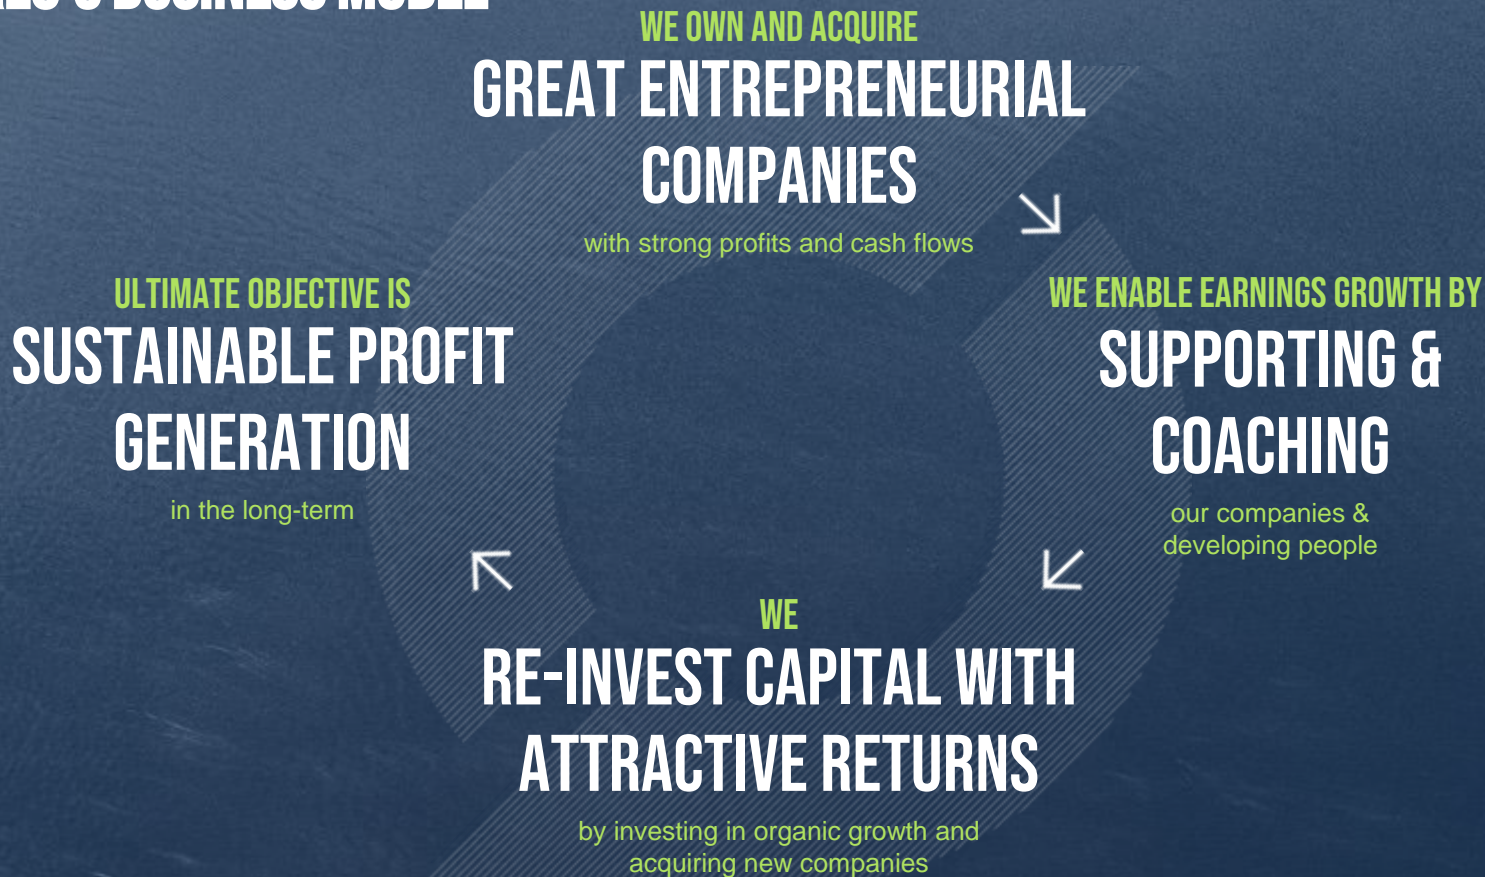 BUSINESS MODEL
WE OWN AND ACQUIRE
GREAT ENTREPRENEURIAL
COMPANIES
with strong profits and cash flows
ULTIMATE OBJECTIVE IS
SUSTAINABLE PROFIT
GENERATION
in the long-term
WE ENABLE EARNINGS GROWTH BY
SUPPORTING &
COACHING
our companies &
developing people
WE
RE-INVEST CAPITAL WITH
ATTRACTIVE RETURNS
by investing in organic growth and
acquiring new companies